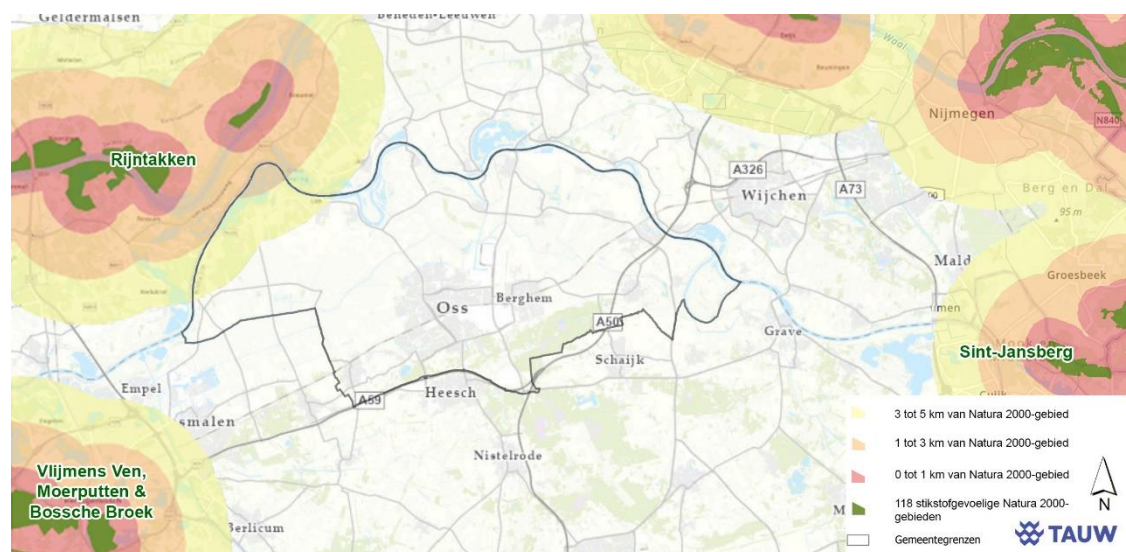 Geldermalsen
Beneden-Leeuwen
Beuningen
Waal
Nijmegen
N840
Rijntakken
A326
Wijchen
A73
Berg en Dal
95 m
Mald
Groesbeek
Oss
Berghem
A50
Grave
men
Schaijk
Sint-Jansberg
Empel
A59
Heesch
smalen
Nistelrode
Vlijmens Ven,
Moerputten &
Bossche Broek
Berlicum
3 tot 5 km van Natura 2000-gebied
1 tot 3 km van Natura 2000-gebied
0 tot 1 km van Natura 2000-gebied
118 stikstofgevoelige Natura 2000-
gebieden
Gemeentegrenzen
N
TAUW